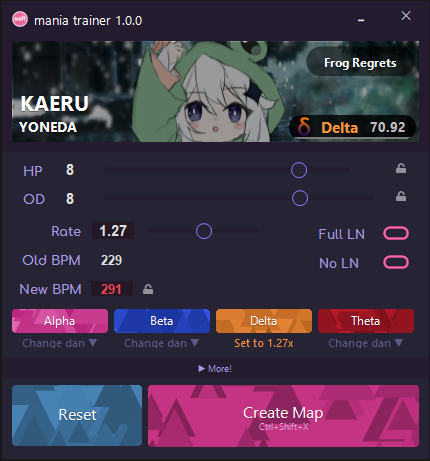 osu!
mania trainer 1.0.0
Frog Regrets
KAERU
YONEDA
δ Delta 70.92
HP 8
OD 8
Rate 1.27
Full LN
Old BPM 229
No LN
New BPM 291
Alpha Beta Delta Theta
Change dan ▼ Change dan ▼ Set to 1.27x Change dan ▼
▶ More!
Reset
Create Map
Ctrl+Shift+X